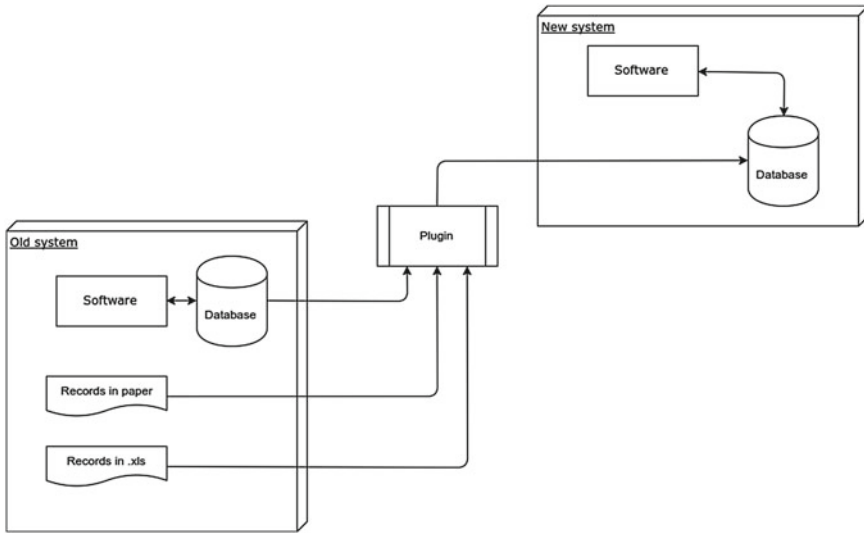 New system
Software
Database
Plugin
Old system
Software
Database
Records in paper
Records in .xls